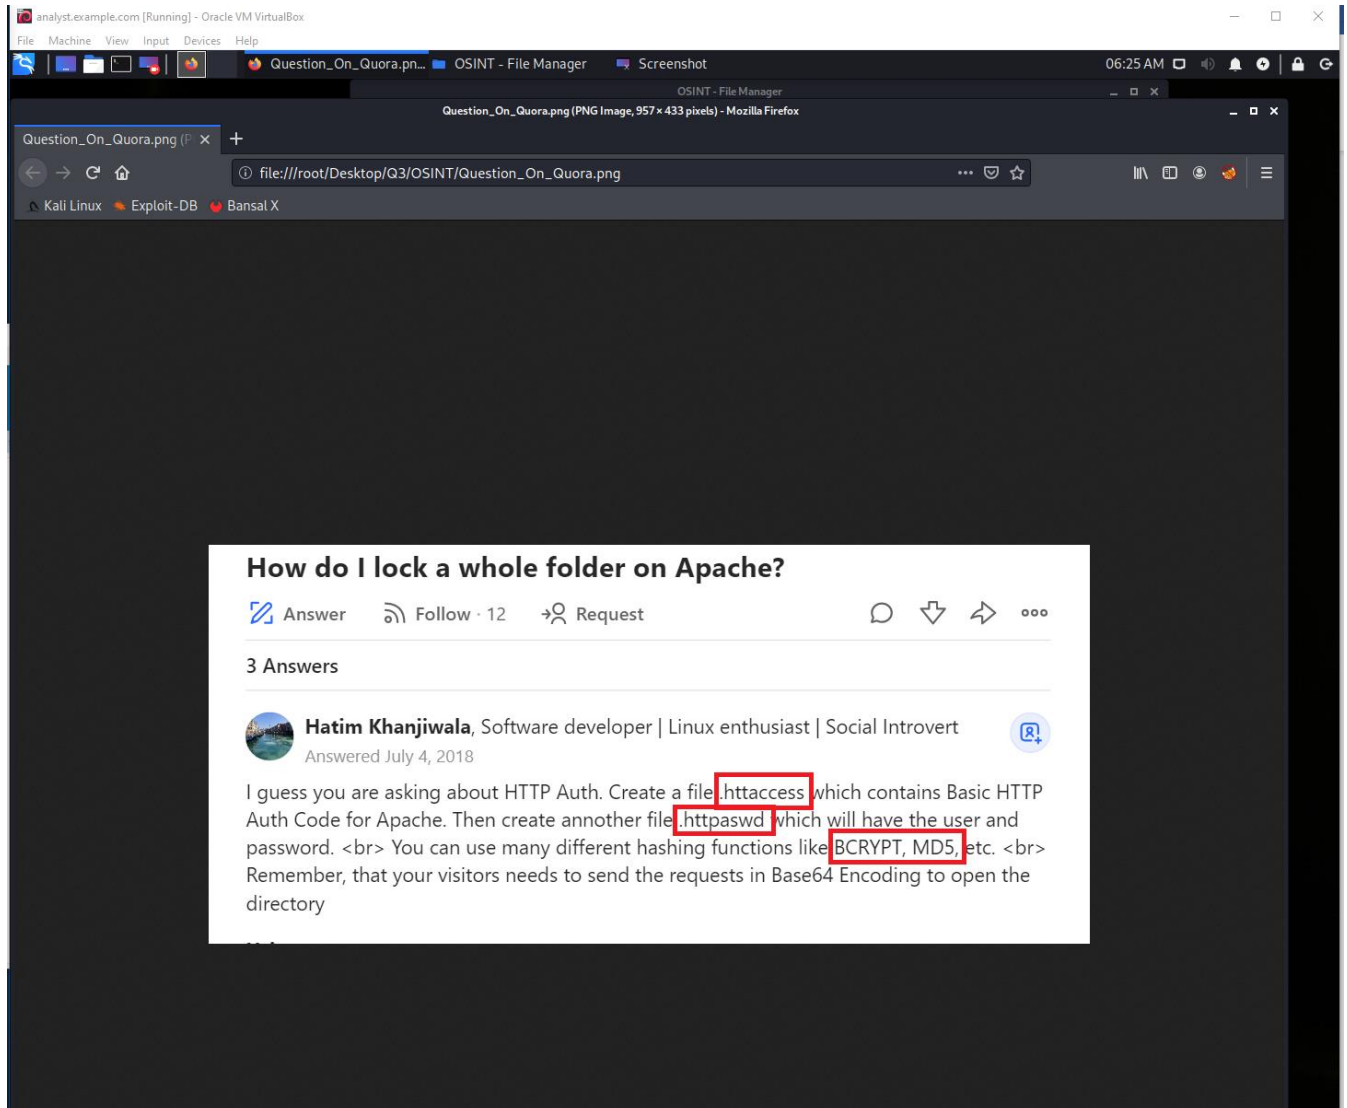 analyst.example.com [Running] - Oracle VM VirtualBox
File Machine View Input Devices Help
Question_On_Quora.pn... OSINT - File Manager Screenshot 06:25 AM
OSINT - File Manager
Question_On_Quora.png (PNG Image, 957 × 433 pixels) - Mozilla Firefox
Question_On_Quora.png (P
file:///root/Desktop/Q3/OSINT/Question_On_Quora.png
Kali Linux Exploit-DB Bansal X
How do I lock a whole folder on Apache?
Answer Follow · 12 Request
3 Answers
Hatim Khanjiwala, Software developer | Linux enthusiast | Social Introvert
Answered July 4, 2018
I guess you are asking about HTTP Auth. Create a file .httaccess which contains Basic HTTP
Auth Code for Apache. Then create annother file .httpaswd which will have the user and
password. <br> You can use many different hashing functions like BCRYPT, MD5, etc. <br>
Remember, that your visitors needs to send the requests in Base64 Encoding to open the
directory